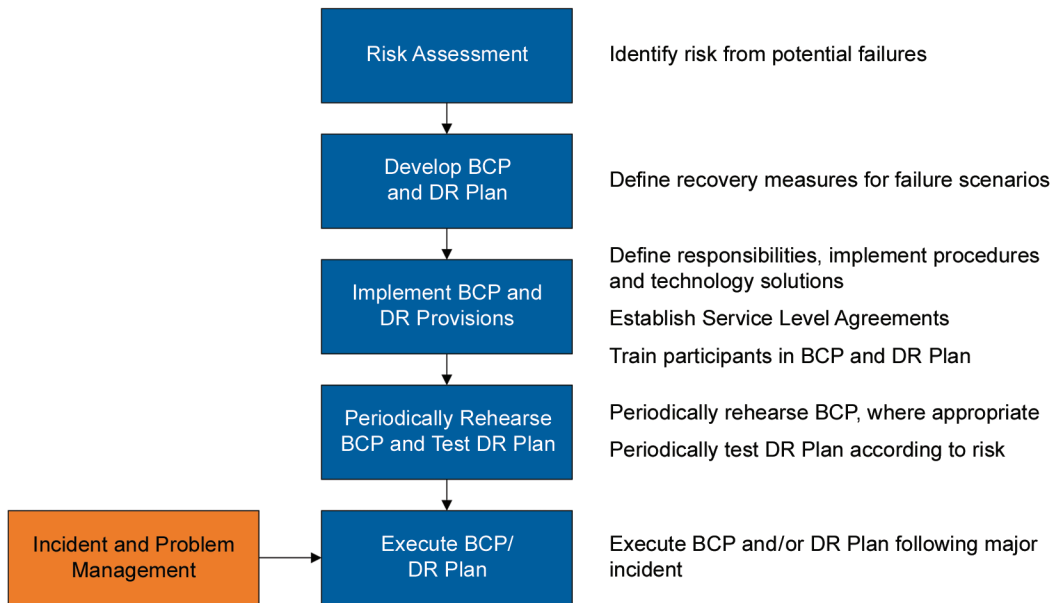 Risk Assessment
Identify risk from potential failures
Develop BCP
and DR Plan
Define recovery measures for failure scenarios
Implement BCP and
DR Provisions
Define responsibilities, implement procedures
and technology solutions
Establish Service Level Agreements
Train participants in BCP and DR Plan
Periodically Rehearse
BCP and Test DR Plan
Periodically rehearse BCP, where appropriate
Periodically test DR Plan according to risk
Incident and Problem
Management
Execute BCP/
DR Plan
Execute BCP and/or DR Plan following major
incident